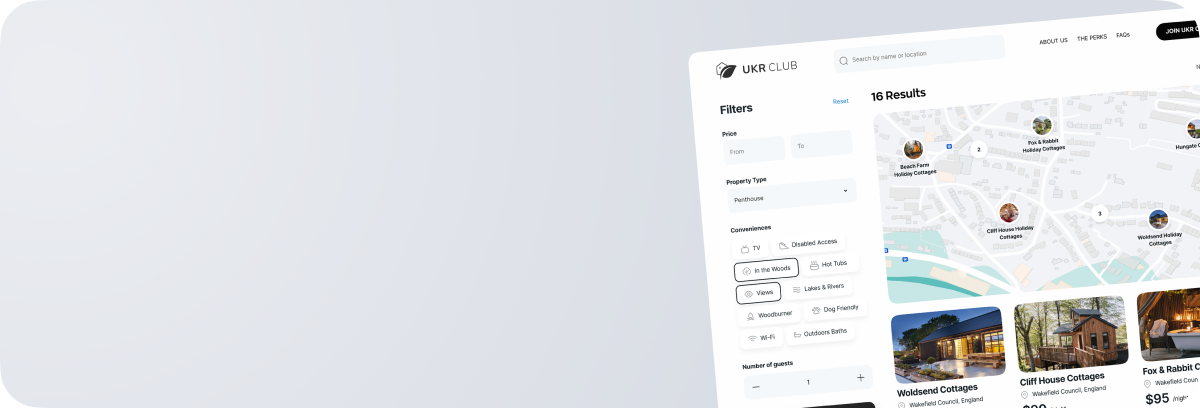 UKR CLUB
Search by name or location
ABOUT US
THE PERKS
FAQs
JOIN UKR
Filters
Reset
Price
From
To
Property Type
Penthouse
Conveniences
TV
Disabled Access
In the Woods
Hot Tubs
Views
Lakes & Rivers
Woodburner
Dog Friendly
Wi-Fi
Outdoors Baths
Number of guests
1
16 Results
Beach Farm
Holiday Cottages
2
Fox & Rabbit
Holiday Cottages
Hungate
Cliff House Holiday
Cottages
3
Woldsend Holiday
Cottages
Woldsend Cottages
Wakefield Council, England
Cliff House Cottages
Wakefield Council, England
Fox & Rabbit C
Wakefield Coun
$95